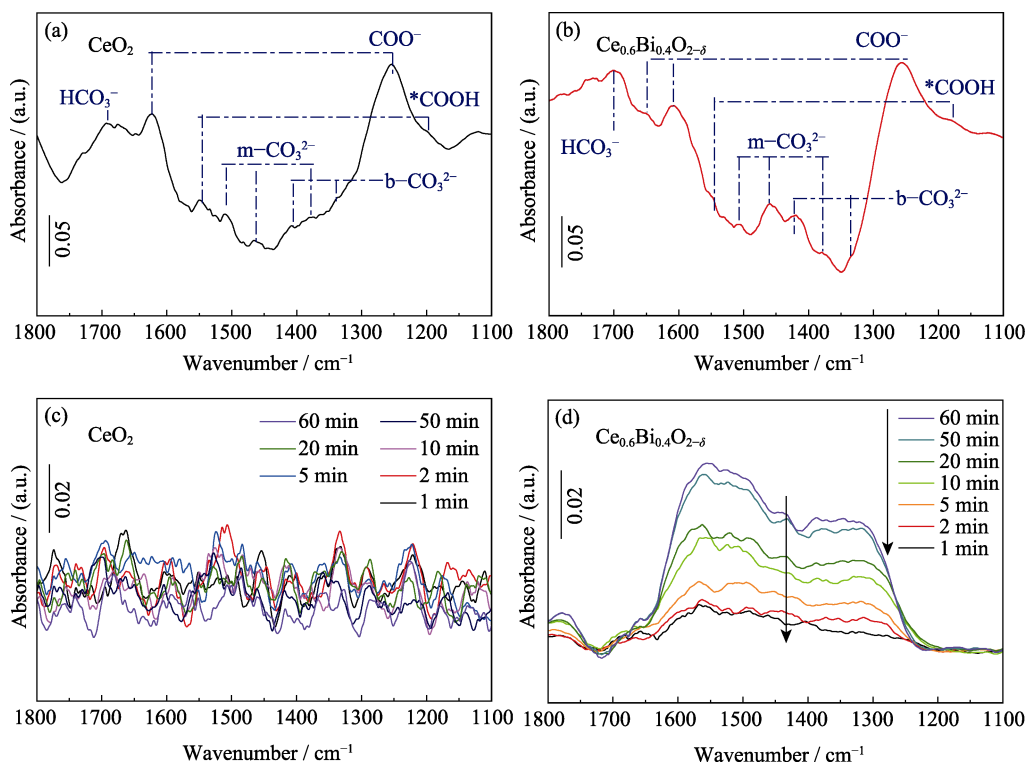 (a)
CeO₂
COO⁻
HCO₃⁻
*COOH
m−CO₃²⁻
b−CO₃²⁻
0.05
Absorbance / (a.u.)
1800 1700 1600 1500 1400 1300 1200 1100
Wavenumber / cm⁻¹
(b)
Ce₀.₆Bi₀.₄O₂₋δ
COO⁻
*COOH
HCO₃⁻
m−CO₃²⁻
b−CO₃²⁻
0.05
Absorbance / (a.u.)
1800 1700 1600 1500 1400 1300 1200 1100
Wavenumber / cm⁻¹
(c)
CeO₂
60 min 50 min
20 min 10 min
5 min 2 min
1 min
0.02
Absorbance / (a.u.)
1800 1700 1600 1500 1400 1300 1200 1100
Wavenumber / cm⁻¹
(d)
Ce₀.₆Bi₀.₄O₂₋δ
60 min
50 min
20 min
10 min
5 min
2 min
1 min
0.02
Absorbance / (a.u.)
1800 1700 1600 1500 1400 1300 1200 1100
Wavenumber / cm⁻¹